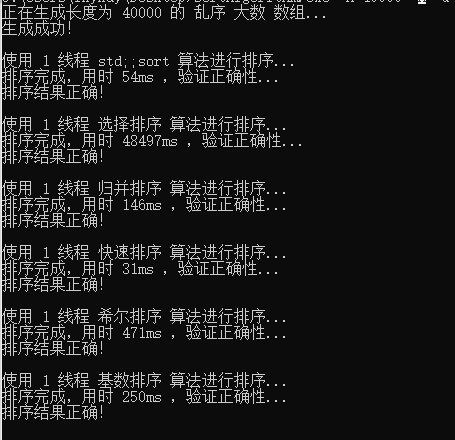 正在生成长度为 40000 的 乱序 大数 数组...
生成成功!
使用 1 线程 std;;sort 算法进行排序...
排序完成, 用时 54ms , 验证正确性...
排序结果正确!
使用 1 线程 选择排序 算法进行排序...
排序完成, 用时 48497ms , 验证正确性...
排序结果正确!
使用 1 线程 归并排序 算法进行排序...
排序完成, 用时 146ms , 验证正确性...
排序结果正确!
使用 1 线程 快速排序 算法进行排序...
排序完成, 用时 31ms , 验证正确性...
排序结果正确!
使用 1 线程 希尔排序 算法进行排序...
排序完成, 用时 471ms , 验证正确性...
排序结果正确!
使用 1 线程 基数排序 算法进行排序...
排序完成, 用时 250ms , 验证正确性...
排序结果正确!